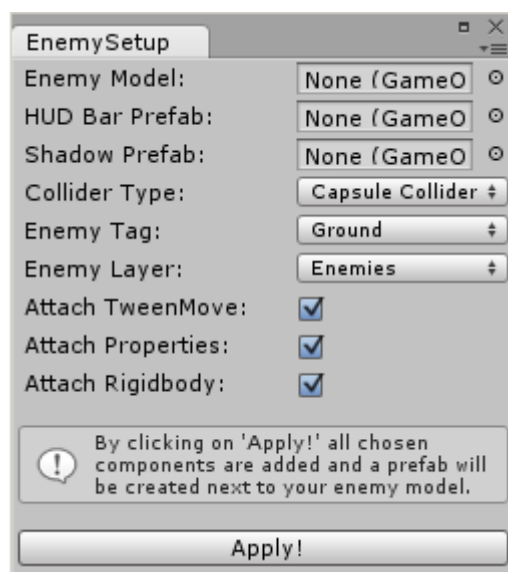 EnemySetup
Enemy Model: None (GameO
HUD Bar Prefab: None (GameO
Shadow Prefab: None (GameO
Collider Type: Capsule Collider
Enemy Tag: Ground
Enemy Layer: Enemies
Attach TweenMove:
Attach Properties:
Attach Rigidbody:
By clicking on 'Apply!' all chosen
components are added and a prefab will
be created next to your enemy model.
Apply!